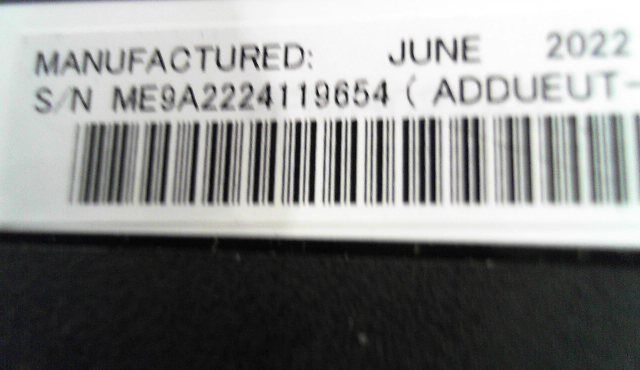 MANUFACTURED: JUNE 2022
S/N ME9A2224119654 ( ADDUEUT-